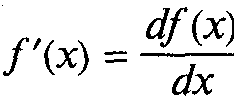 f'(x) = df(x)/dx